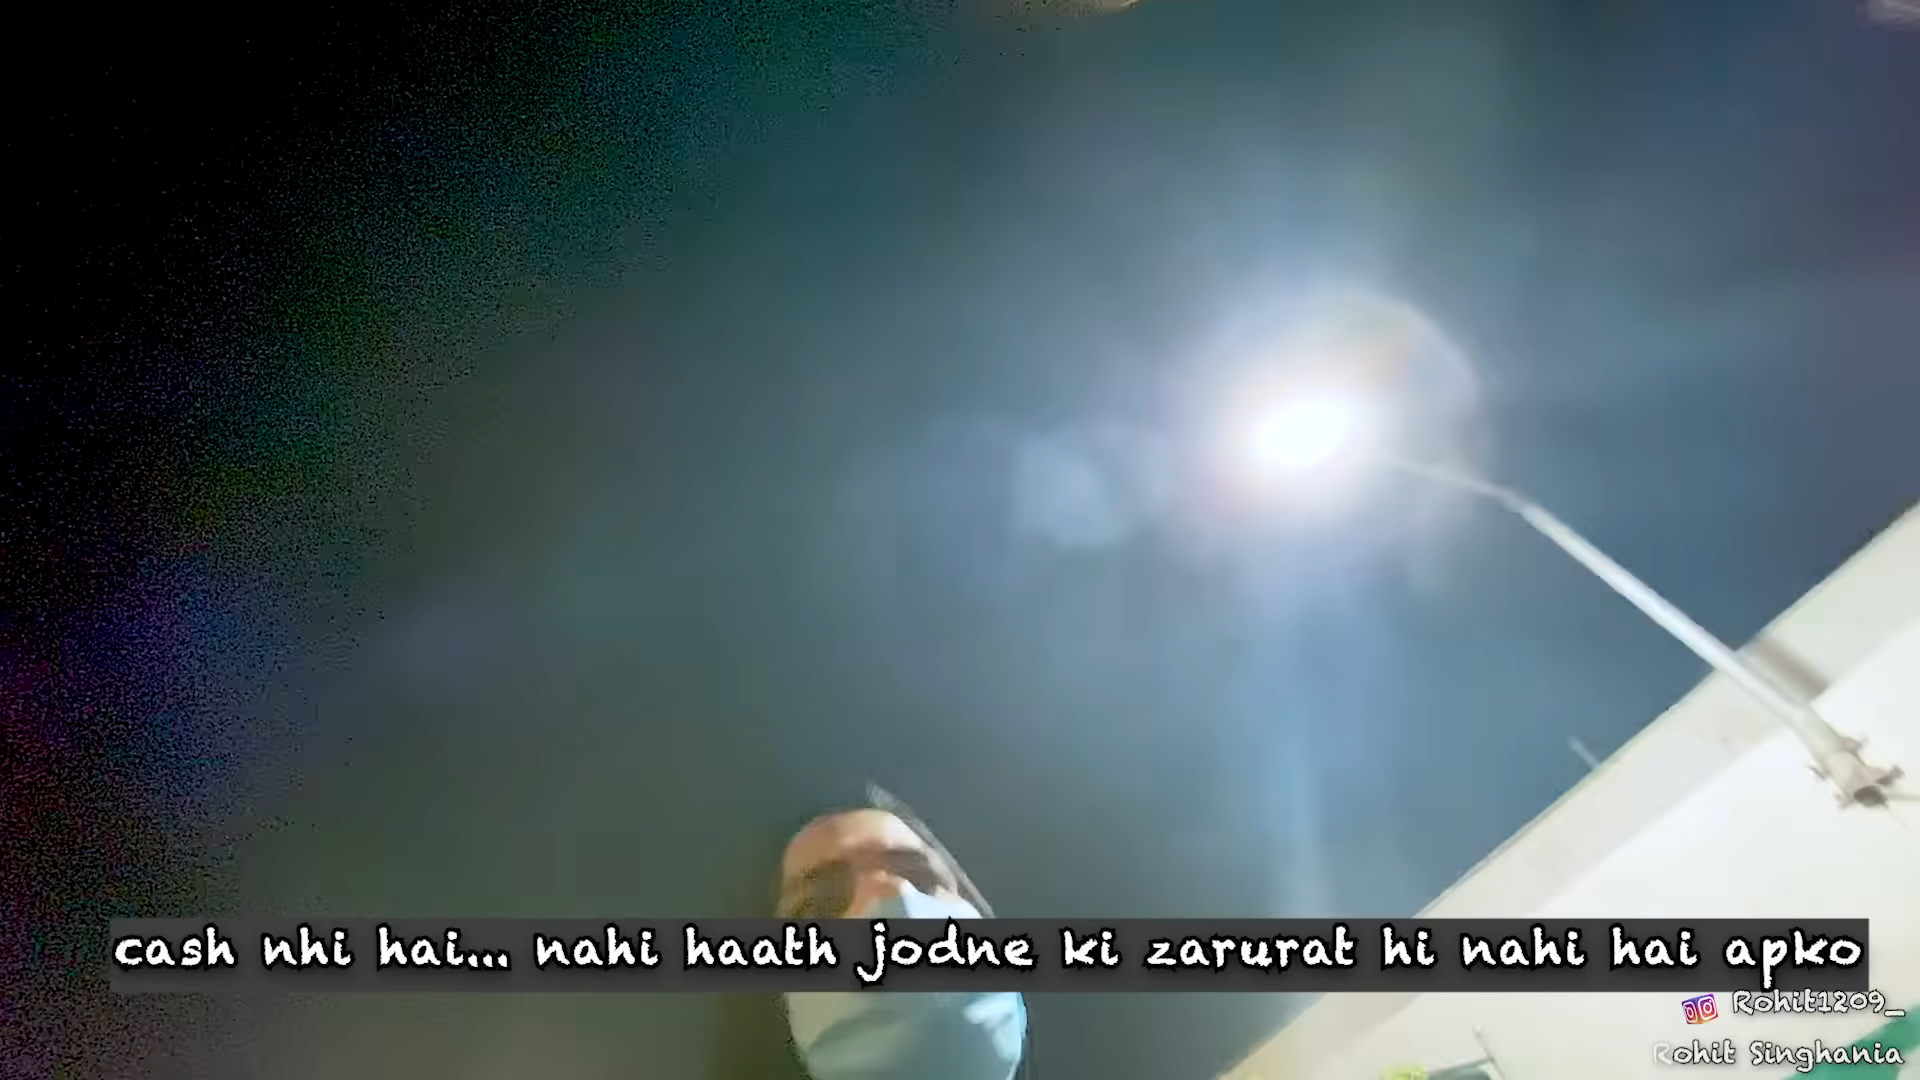 cash nhi hai... nahi haath jodne ki zarurat hi nahi hai apko
Rohit1209_
Rohit Singhania